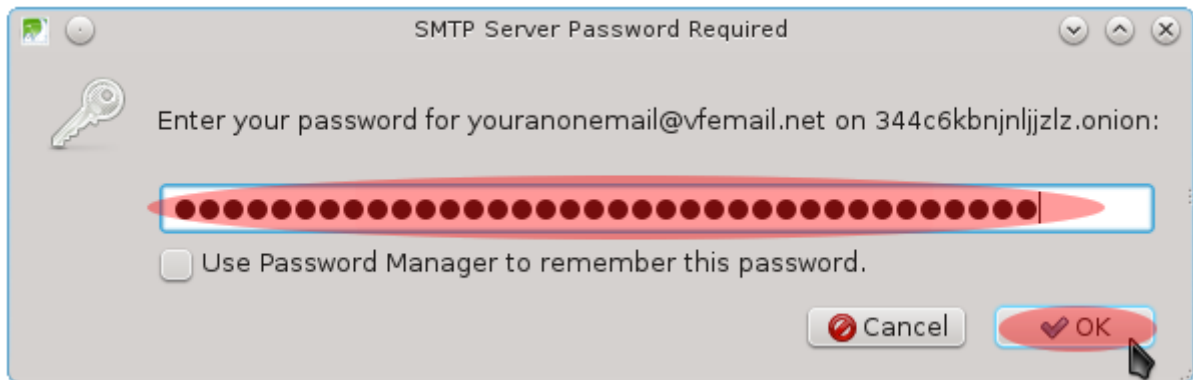 SMTP Server Password Required
Enter your password for youranonemail@vfemail.net on 344c6kbnjnljjzlz.onion:
Use Password Manager to remember this password.
Cancel
OK